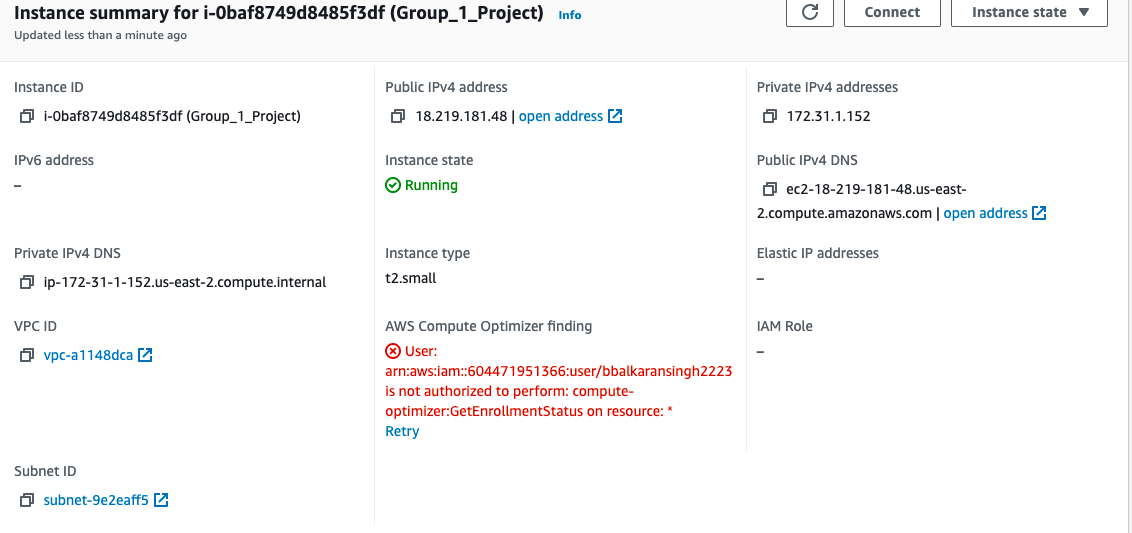 Instance summary for i-0baf8749d8485f3df (Group_1_Project) Info
Updated less than a minute ago
Connect
Instance state
Instance ID
i-0baf8749d8485f3df (Group_1_Project)
Public IPv4 address
18.219.181.48 | open address
Private IPv4 addresses
172.31.1.152
IPv6 address
–
Instance state
Running
Public IPv4 DNS
ec2-18-219-181-48.us-east-
2.compute.amazonaws.com | open address
Private IPv4 DNS
ip-172-31-1-152.us-east-2.compute.internal
Instance type
t2.small
Elastic IP addresses
–
VPC ID
vpc-a1148dca
AWS Compute Optimizer finding
User:
arn:aws:iam::604471951366:user/bbalkaransingh2223
is not authorized to perform: compute-
optimizer:GetEnrollmentStatus on resource: *
Retry
IAM Role
–
Subnet ID
subnet-9e2eaff5